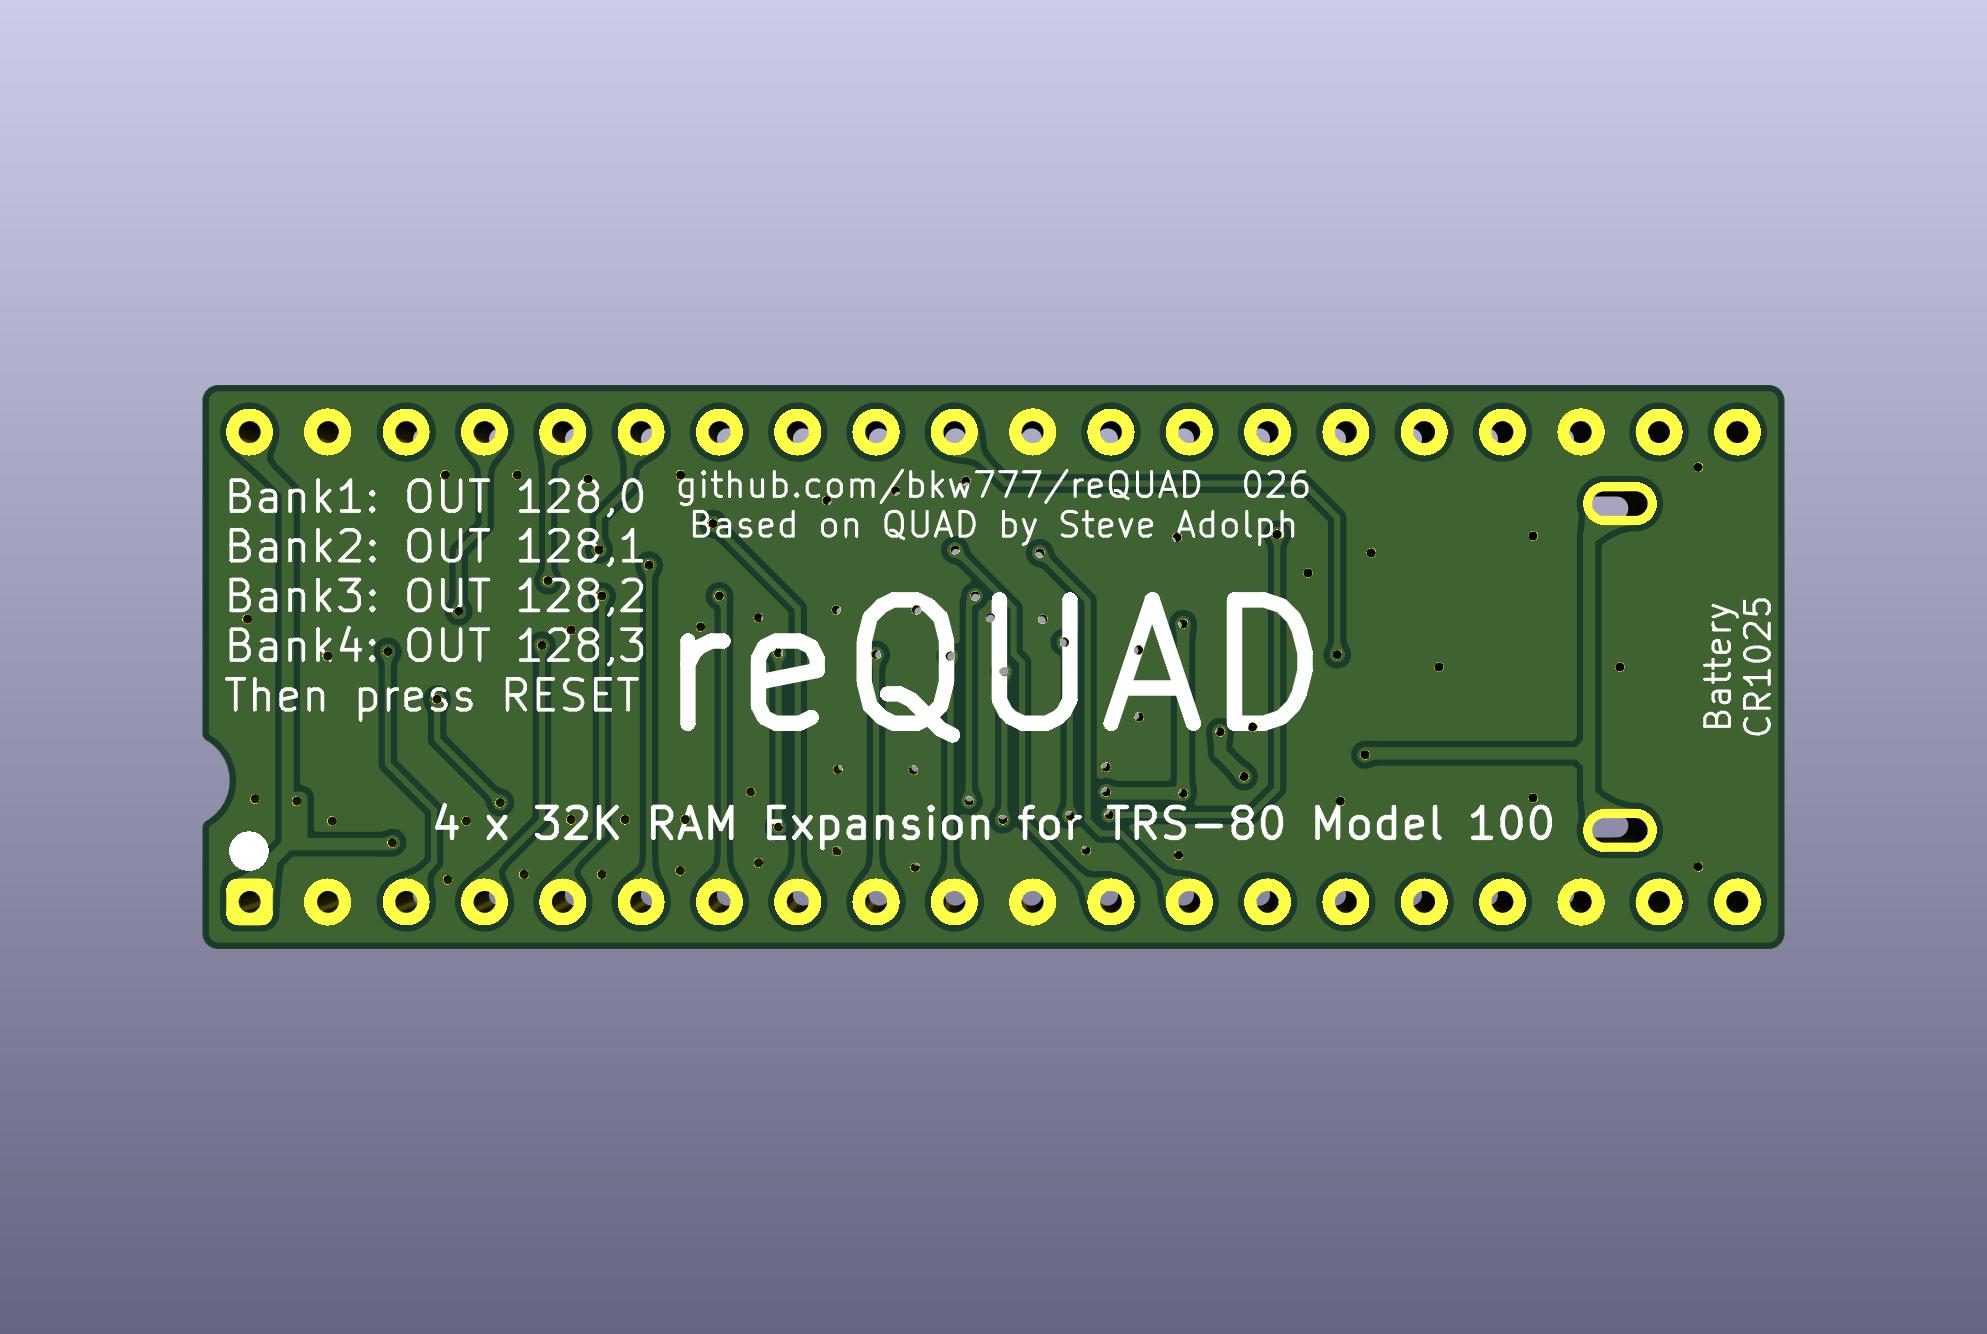 github.com/bkw777/reQUAD 026
Based on QUAD by Steve Adolph
Bank1: OUT 128,0
Bank2: OUT 128,1
Bank3: OUT 128,2
Bank4: OUT 128,3
Then press RESET
reQUAD
4 x 32K RAM Expansion for TRS-80 Model 100
Battery
CR1025